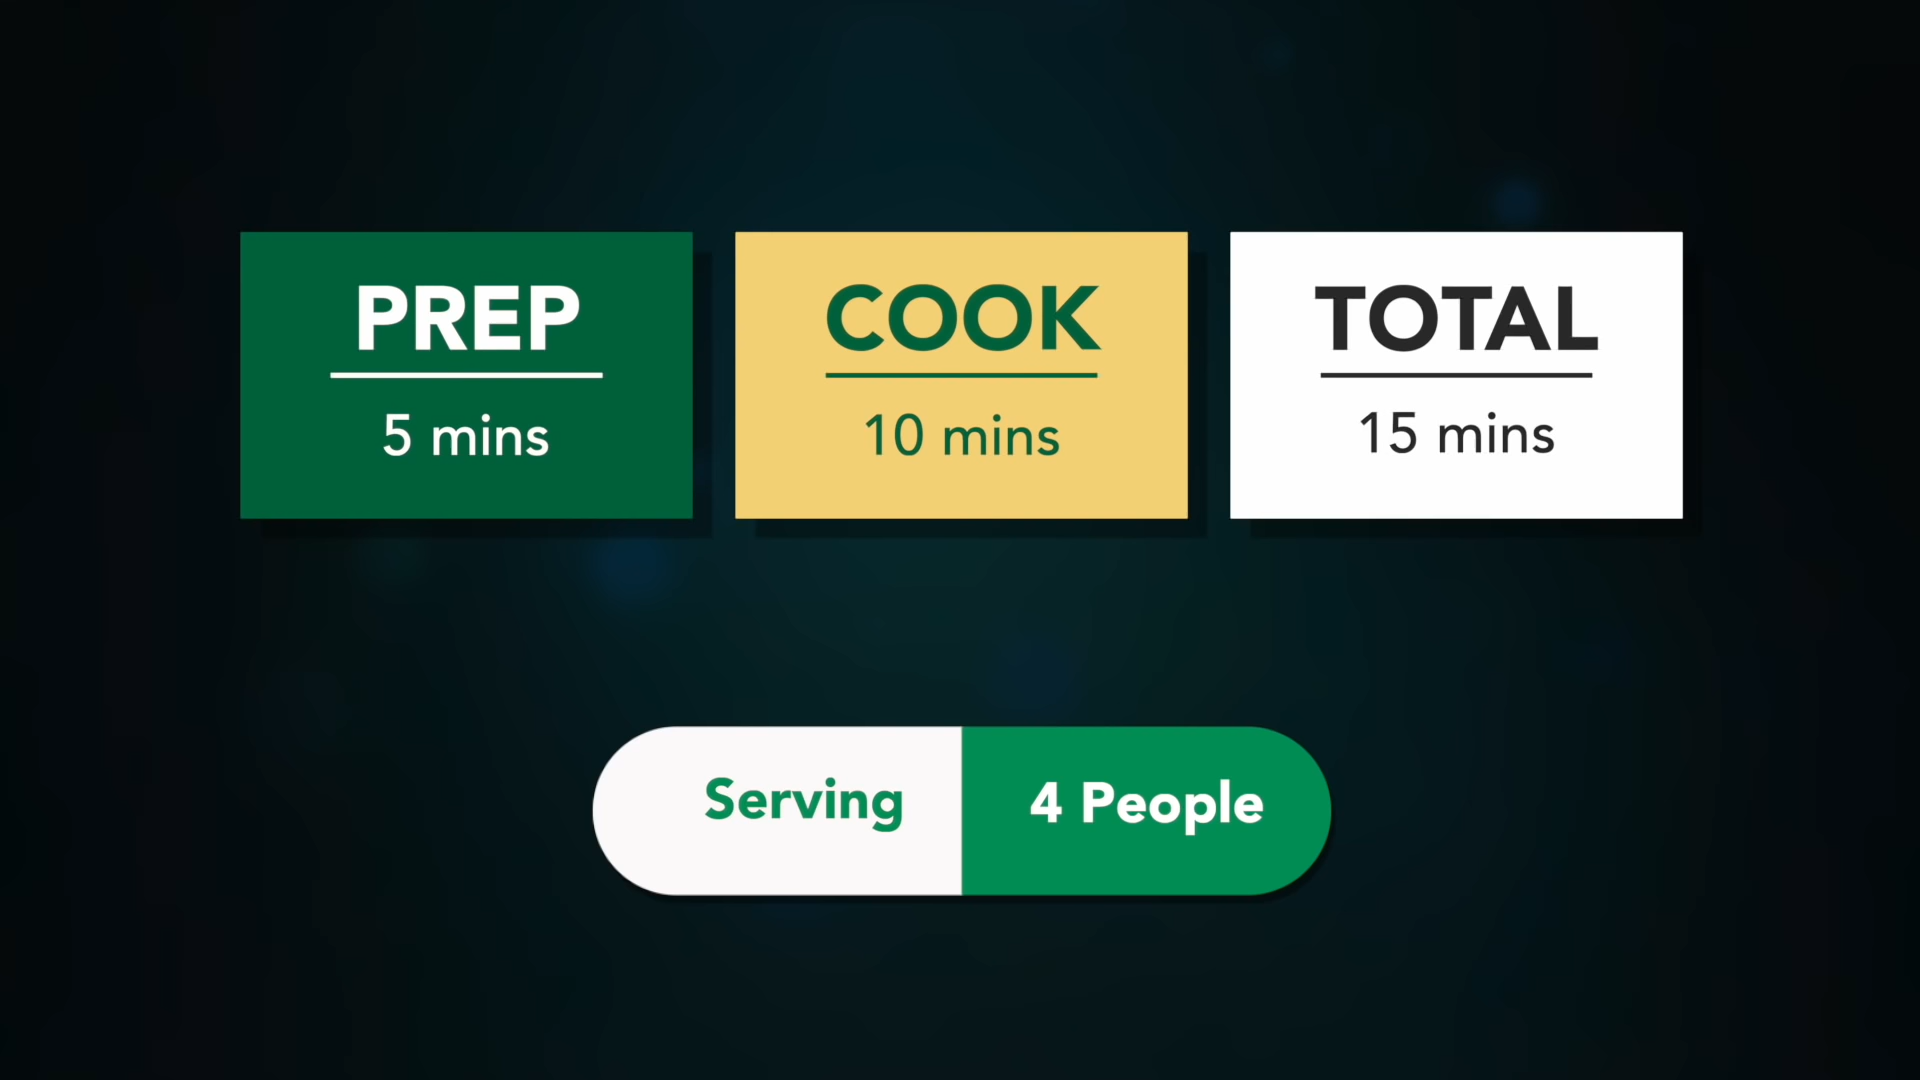 PREP
5 mins
COOK
10 mins
TOTAL
15 mins
Serving
4 People